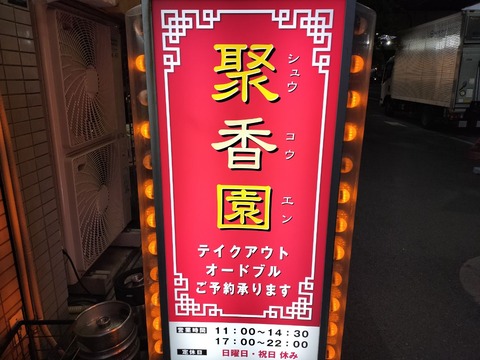 聚香園
シュウ コウ エン
テイクアウト
オードブル
ご予約承ります
営業時間 11:00~14:30
17:00~22:00
定休日 日曜日・祝日 休み